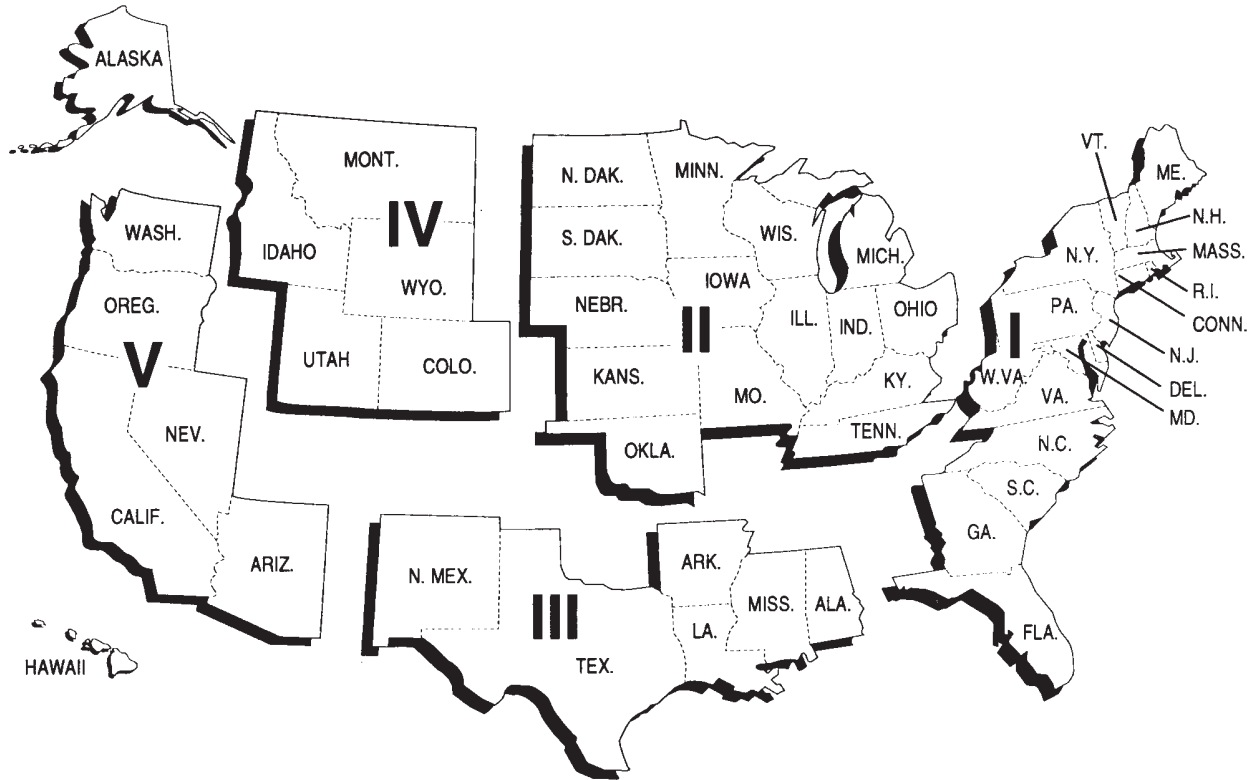 ALASKA
VT.
ME.
MONT.
N. DAK.
MINN.
N.H.
WASH.
IV
S. DAK.
WIS.
MASS.
IDAHO
MICH.
N.Y.
WYO.
IOWA
R.I.
OREG.
NEBR.
OHIO
PA.
CONN.
II
ILL.
IND.
I
N.J.
V
UTAH
COLO.
KANS.
KY.
W.VA.
DEL.
MO.
VA.
MD.
NEV.
TENN.
N.C.
OKLA.
S.C.
CALIF.
GA.
ARIZ.
N. MEX.
ARK.
III
MISS.
ALA.
LA.
FLA.
HAWAII
TEX.